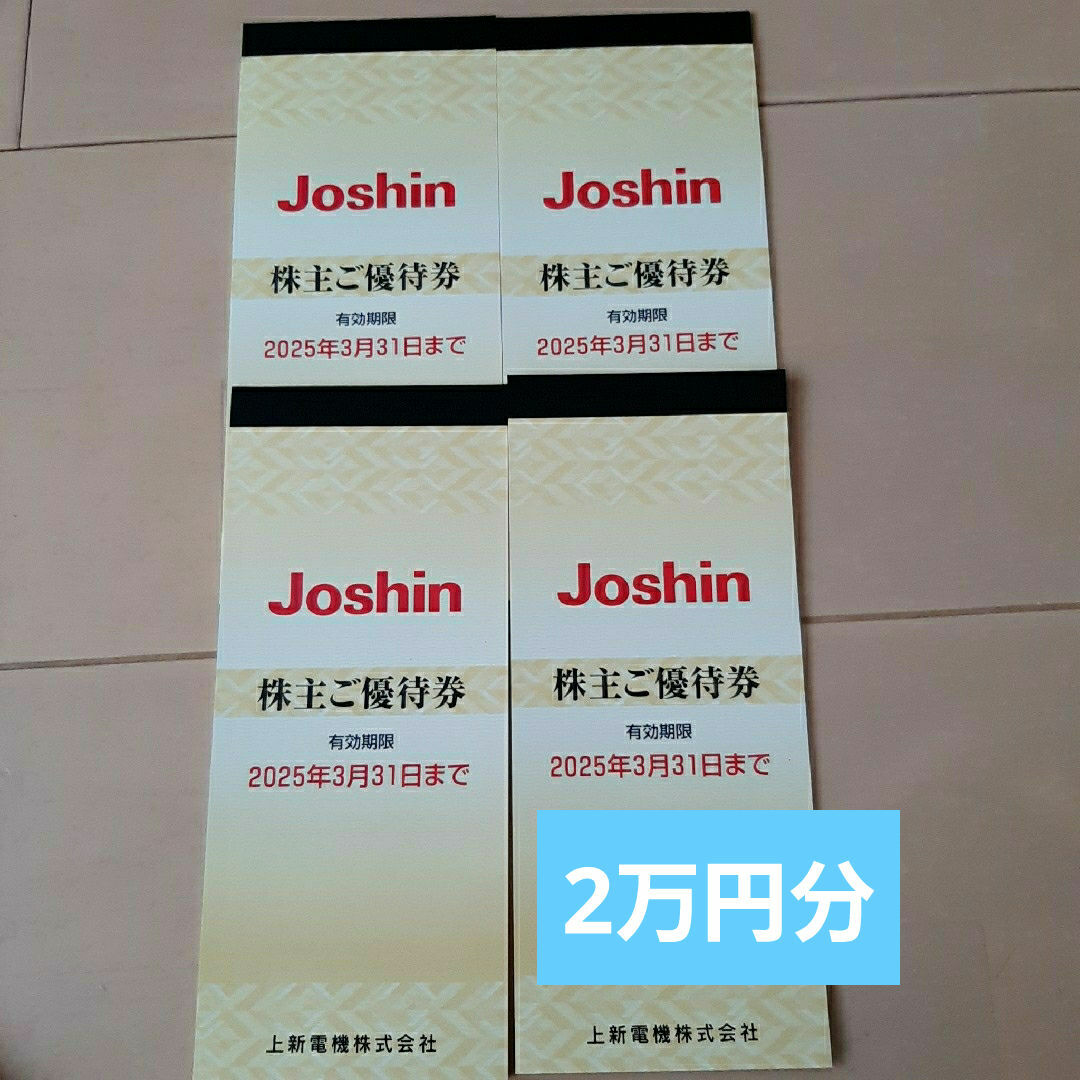 Joshin
株主ご優待券
有効期限
2025年3月31日まで
Joshin
株主ご優待券
有効期限
2025年3月31日まで
Joshin
株主ご優待券
有効期限
2025年3月31日まで
上新電機株式会社
Joshin
株主ご優待券
有効期限
2025年3月31日まで
2万円分
上新電機株式会社